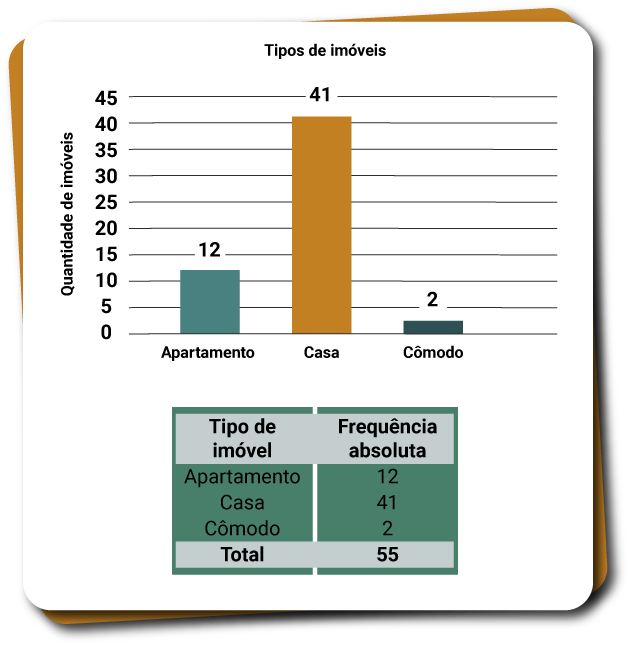 Tipos de imóveis
Quantidade de imóveis
45
40
35
30
25
20
15
10
5
0
12
41
2
Apartamento Casa Cômodo
Tipo de imóvel Frequência absoluta
Apartamento 12
Casa 41
Cômodo 2
Total 55